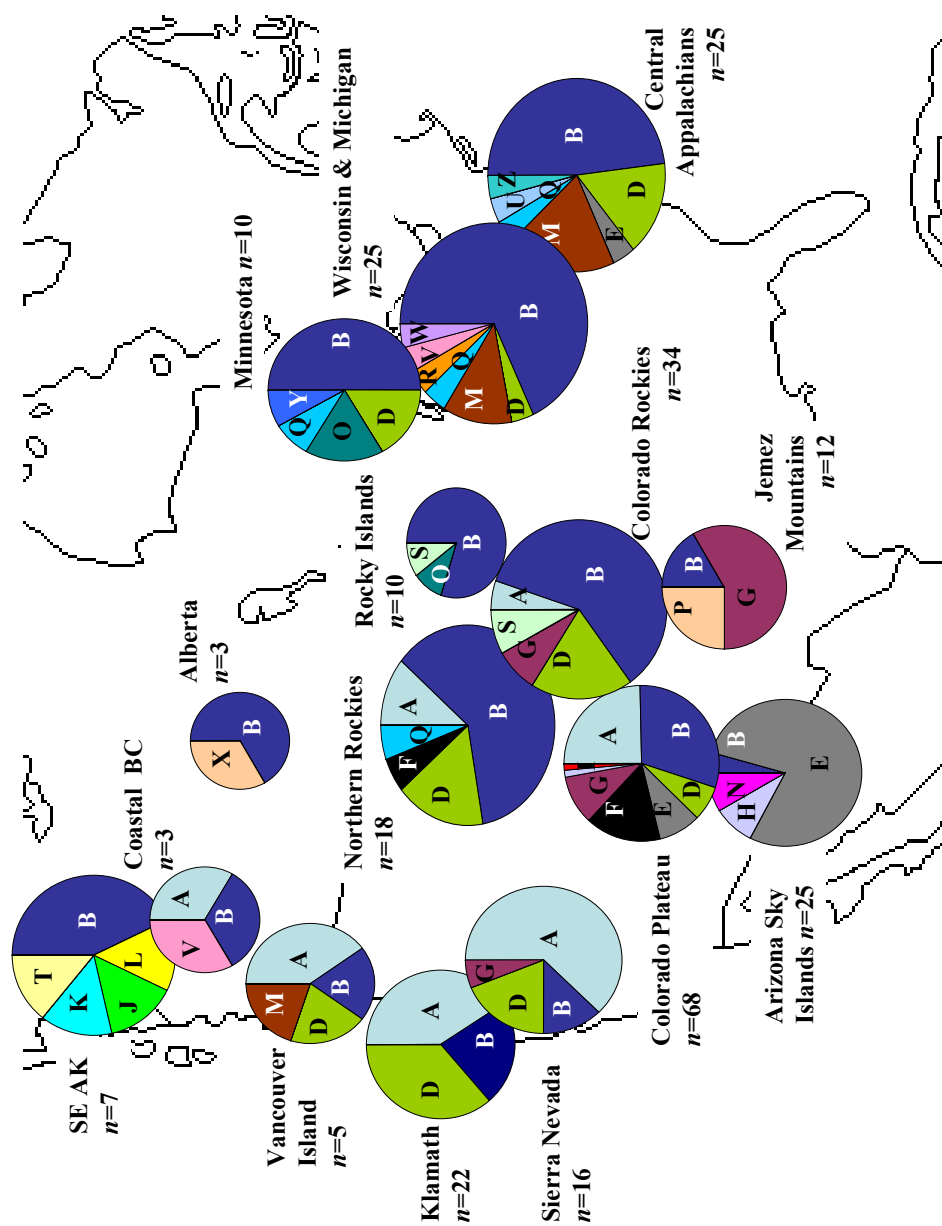 SE AK
n=7
T
K
J
L
B
Coastal BC
n=3
V
A
B
Alberta
n=3
X
B
Vancouver
Island
n=5
M
A
D
B
Klamath
n=22
D
A
B
Sierra Nevada
n=16
G
D
A
B
Northern Rockies
n=18
Q
A
F
D
B
Rocky Islands
n=10
S
O
B
Minnesota n=10
Y
Q
O
D
B
Wisconsin & Michigan
n=25
W
V
R
Q
M
D
B
Central
Appalachians
n=25
Z
U
Q
M
E
D
B
Colorado Rockies
n=34
A
S
G
D
B
Colorado Plateau
n=68
I
G
F
E
D
A
B
Jemez
Mountains
n=12
P
B
G
Arizona Sky
Islands n=25
B
N
H
E